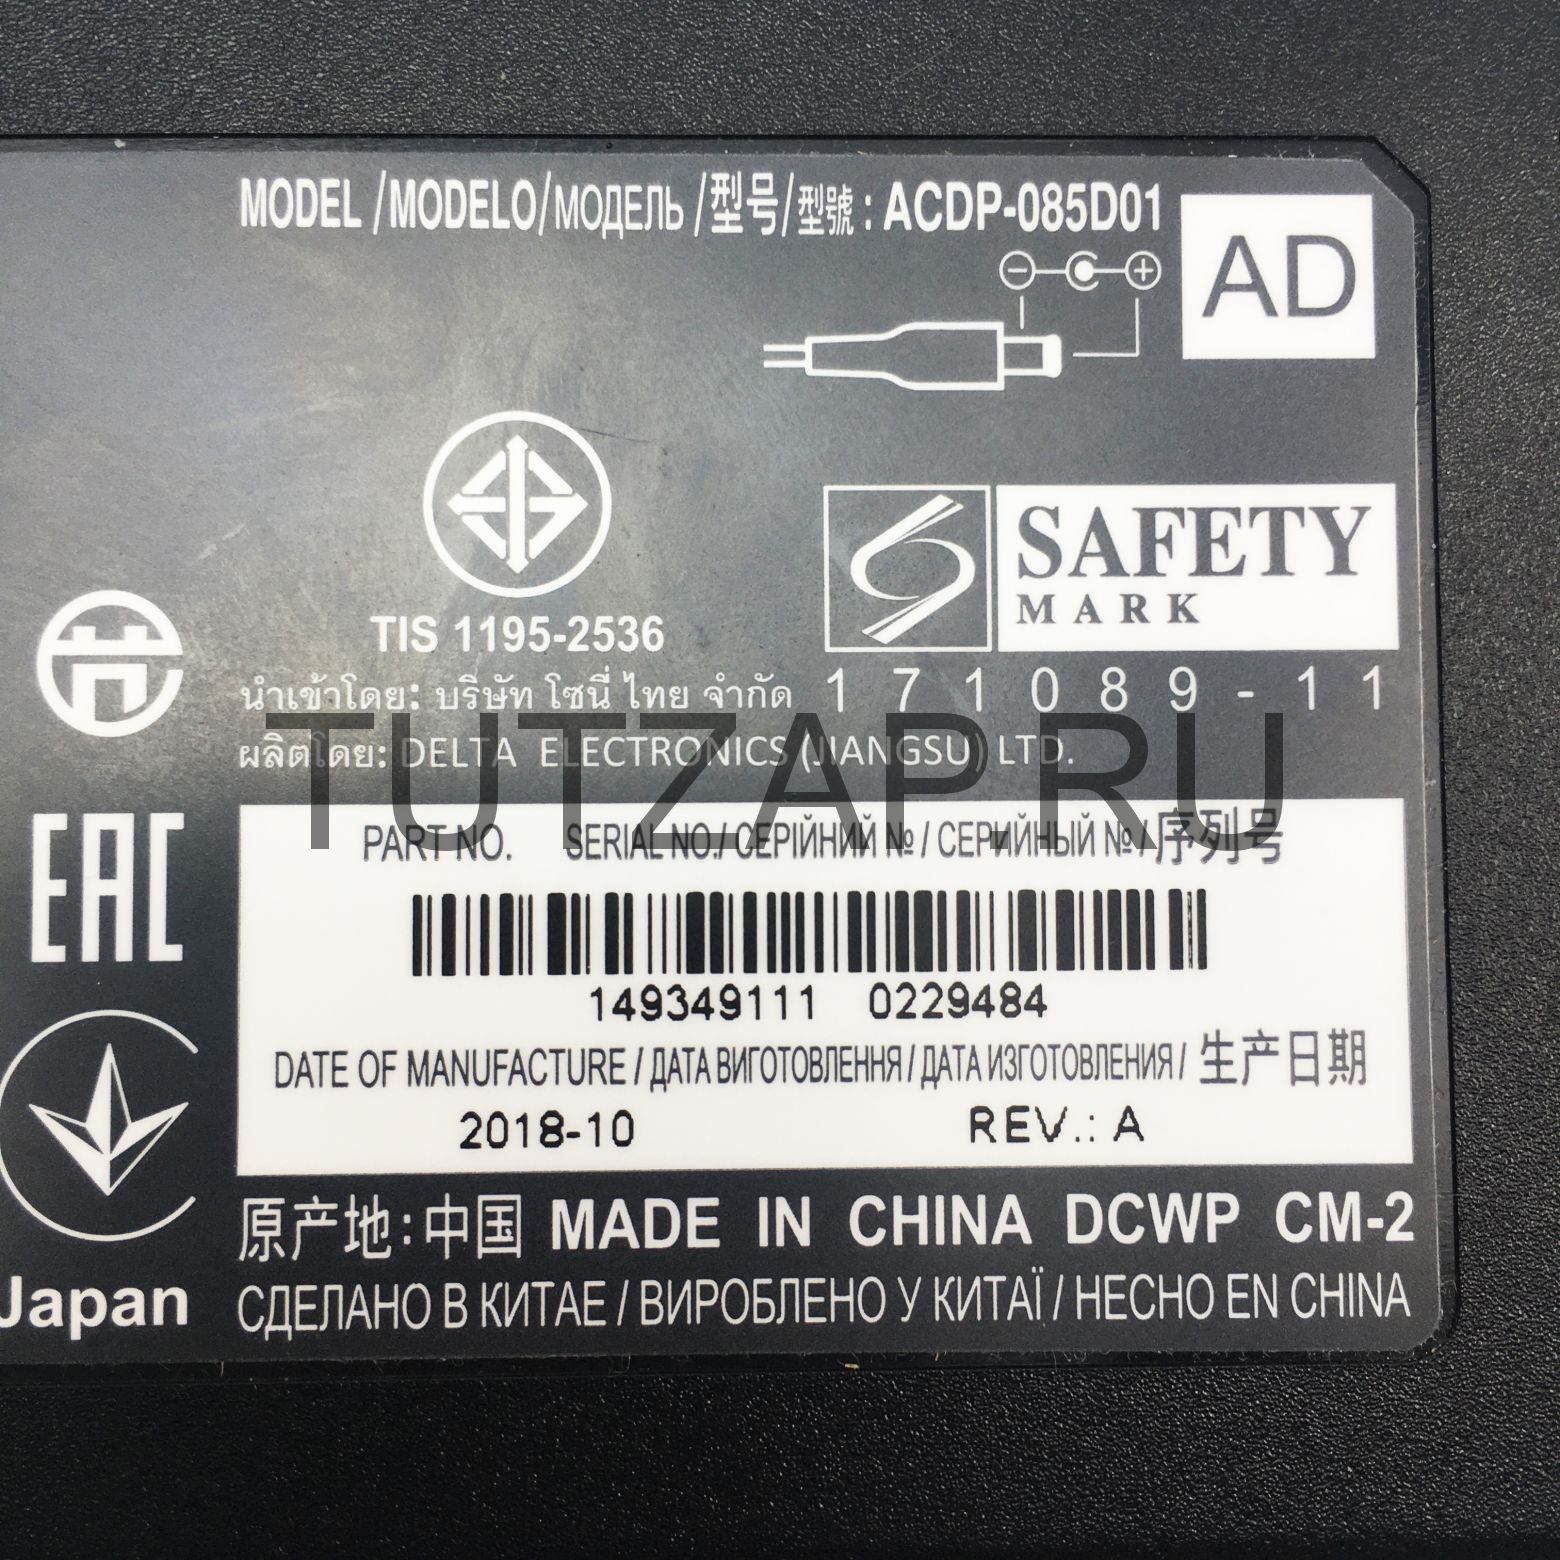 MODEL /MODELO/МОДЕЛЬ /型号/型號 : ACDP-085D01
AD
SAFETY
MARK
TIS 1195-2536
นำเข้าโดย: บริษัท โซนี่ ไทย จำกัด
171089-11
ผลิตโดย: DELTA ELECTRONICS (JIANGSU) LTD.
TUTZAP.RU
EAC
PART NO. SERIAL NO./ СЕРІЙНИЙ № / СЕРИЙНЫЙ № / 序列号
149349111 0229484
DATE OF MANUFACTURE / ДАТА ВИГОТОВЛЕННЯ / ДАТА ИЗГОТОВЛЕНИЯ / 生产日期
2018-10 REV.: A
原产地: 中国 MADE IN CHINA DCWP CM-2
Japan
СДЕЛАНО В КИТАЕ / ВИРОБЛЕНО У КИТАЇ / HECHO EN CHINA